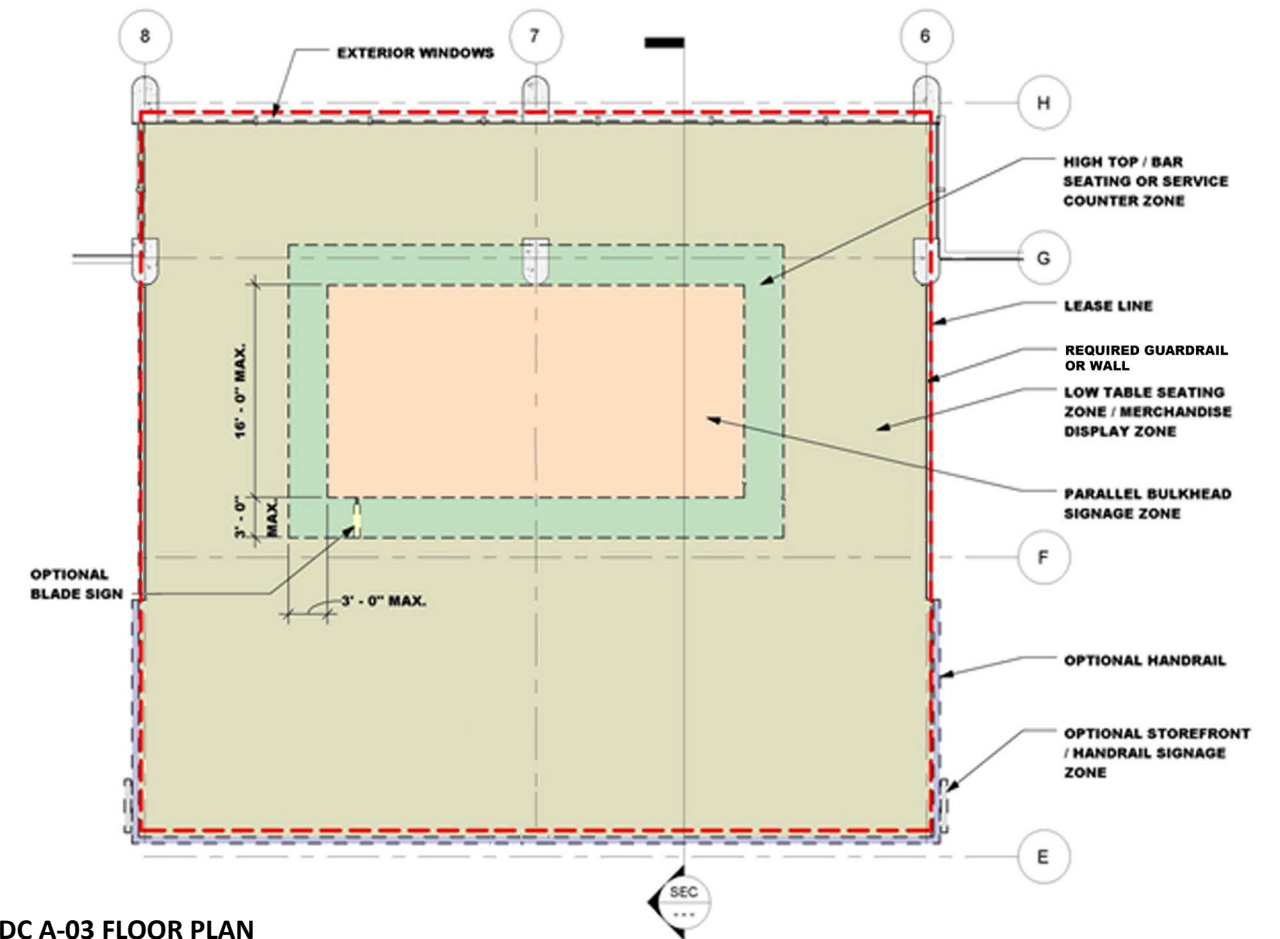 8
7
6
EXTERIOR WINDOWS
H
HIGH TOP / BAR
SEATING OR SERVICE
COUNTER ZONE
G
LEASE LINE
REQUIRED GUARDRAIL
OR WALL
LOW TABLE SEATING
ZONE / MERCHANDISE
DISPLAY ZONE
16' - 0" MAX.
PARALLEL BULKHEAD
SIGNAGE ZONE
3' - 0"
MAX.
F
OPTIONAL
BLADE SIGN
3' - 0" MAX.
OPTIONAL HANDRAIL
OPTIONAL STOREFRONT
/ HANDRAIL SIGNAGE
ZONE
E
SEC
---
DC A-03 FLOOR PLAN